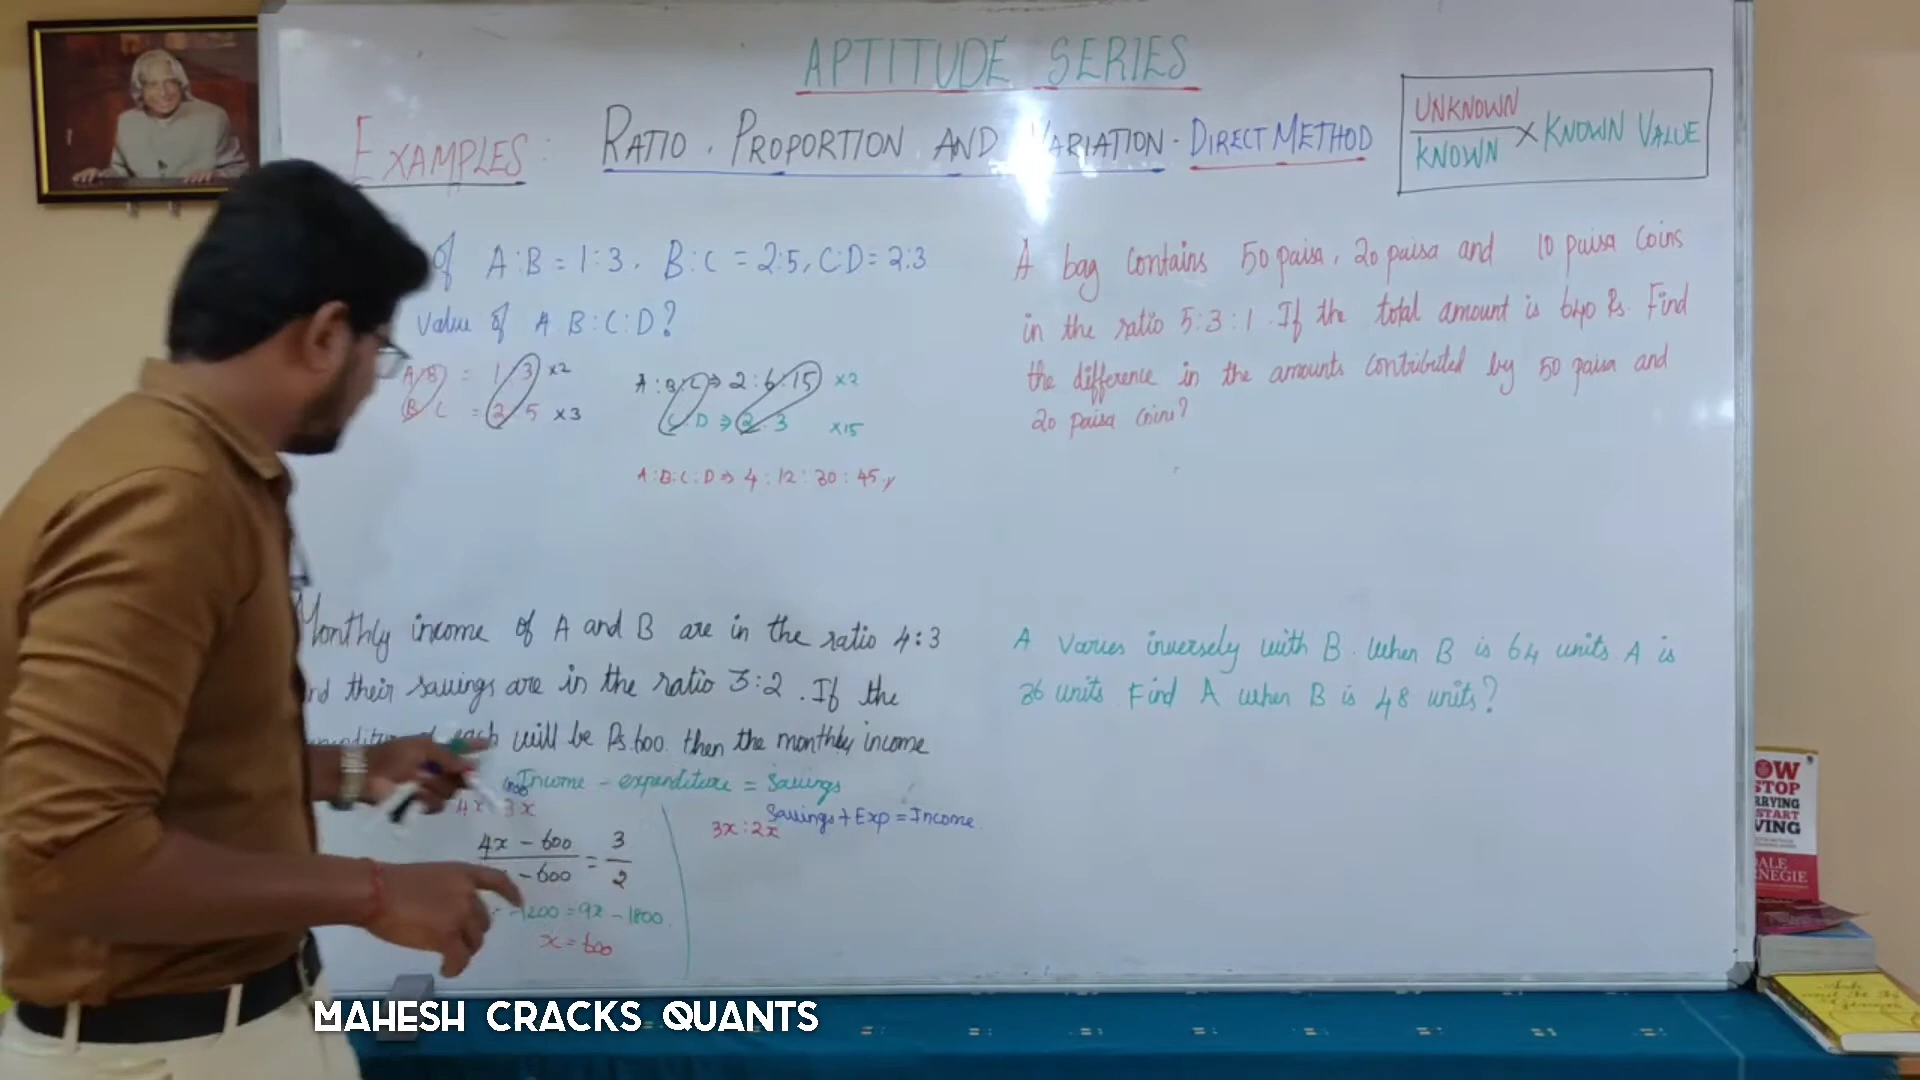 APTITUDE SERIES
EXAMPLES: RATIO, PROPORTION AND VARIATION - DIRECT METHOD
UNKNOWN
KNOWN × KNOWN VALUE
of A:B = 1:3, B:C = 2:5, C:D = 2:3
Value of A B:C:D?
A B = 1 3 ×2
B C = 2 5 ×3
A:B:C ⇒ 2:6:15 ×2
C:D ⇒ 2:3 ×15
A:B:C:D ⇒ 4:12:30:45
A bag contains 50 paisa, 20 paisa and 10 paisa coins
in the ratio 5:3:1. If the total amount is 640 Rs. Find
the difference in the amounts contributed by 50 paisa and
20 paisa coins?
Monthly income of A and B are in the ratio 4:3
nd their savings are in the ratio 3:2. If the
each will be Rs.600. then the monthly income
Income - expenditure = Savings
4x 3x
4x - 600 = 3
- 600 2
-1200 = 9x - 1800
x = 600
Savings + Exp = Income
3x:2x
A varies inversely with B. When B is 64 units A is
36 units Find A when B is 48 units?
MAHESH CRACKS QUANTS
STOP
START